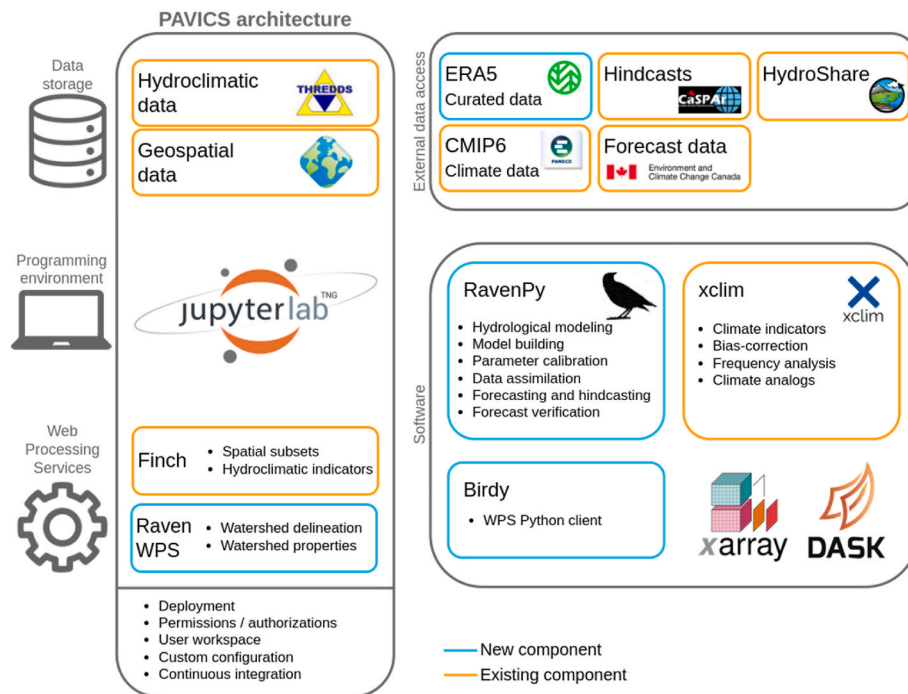 PAVICS architecture
Data
storage
Hydroclimatic
data
THREDDS
Geospatial
data
Programming
environment
jupyterlab TNG
Web
Processing
Services
Finch
• Spatial subsets
• Hydroclimatic indicators
Raven
WPS
• Watershed delineation
• Watershed properties
• Deployment
• Permissions / authorizations
• User workspace
• Custom configuration
• Continuous integration
External data access
ERA5
Curated data
Hindcasts
CaSPAr
HydroShare
CMIP6
Climate data
PANGEO
Forecast data
Environment and
Climate Change Canada
Software
RavenPy
• Hydrological modeling
• Model building
• Parameter calibration
• Data assimilation
• Forecasting and hindcasting
• Forecast verification
xclim
xclim
• Climate indicators
• Bias-correction
• Frequency analysis
• Climate analogs
Birdy
• WPS Python client
xarray
DASK
New component
Existing component